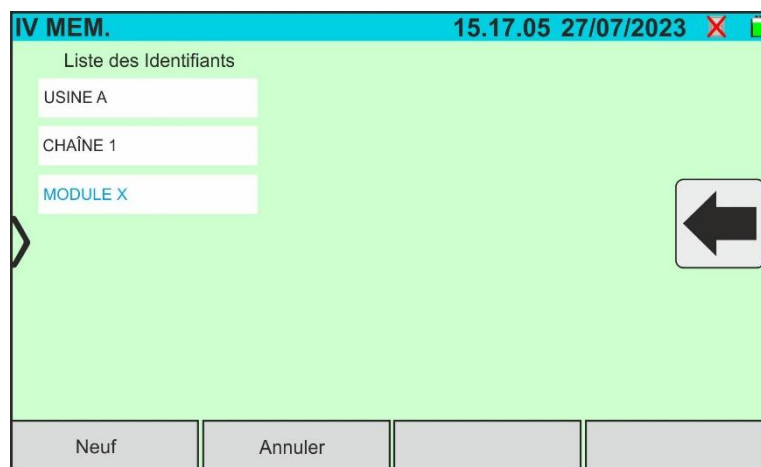 IV MEM. 15.17.05 27/07/2023
Liste des Identifiants
USINE A
CHAÎNE 1
MODULE X
Neuf Annuler